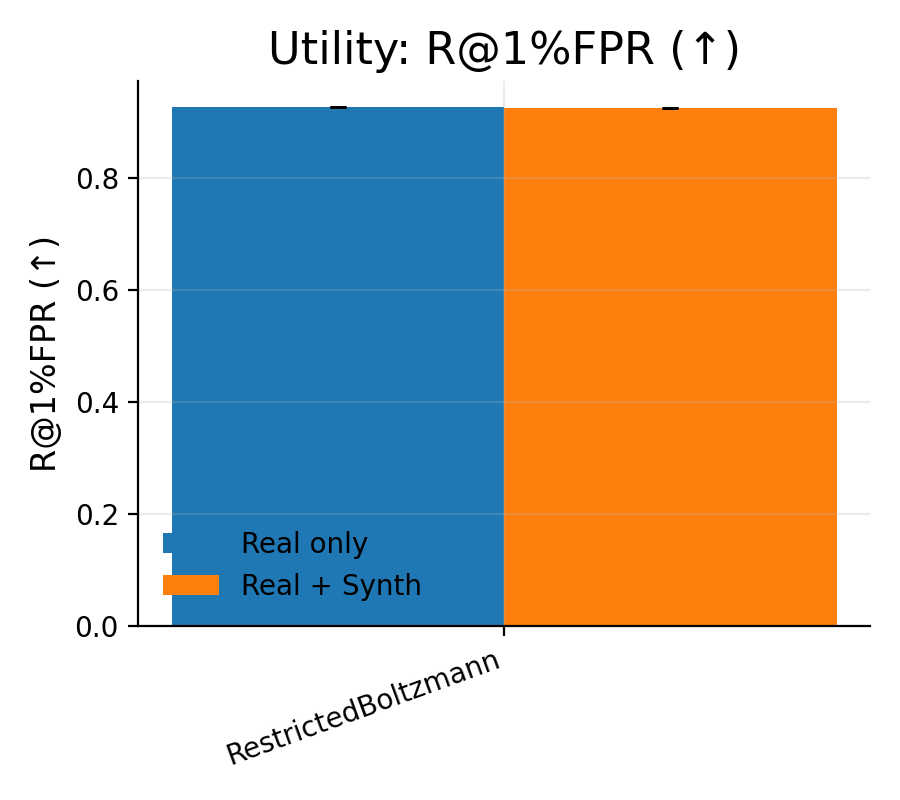 Utility: R@1%FPR (↑)
R@1%FPR (↑)
0.8
0.6
0.4
0.2
0.0
Real only
Real + Synth
RestrictedBoltzmann